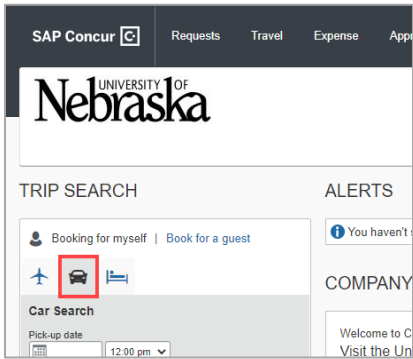 SAP Concur C Requests Travel Expense App
UNIVERSITY OF
Nebraska
TRIP SEARCH
ALERTS
Booking for myself | Book for a guest
You haven't s
COMPANY
Car Search
Pick-up date
12:00 pm
Welcome to C
Visit the Un